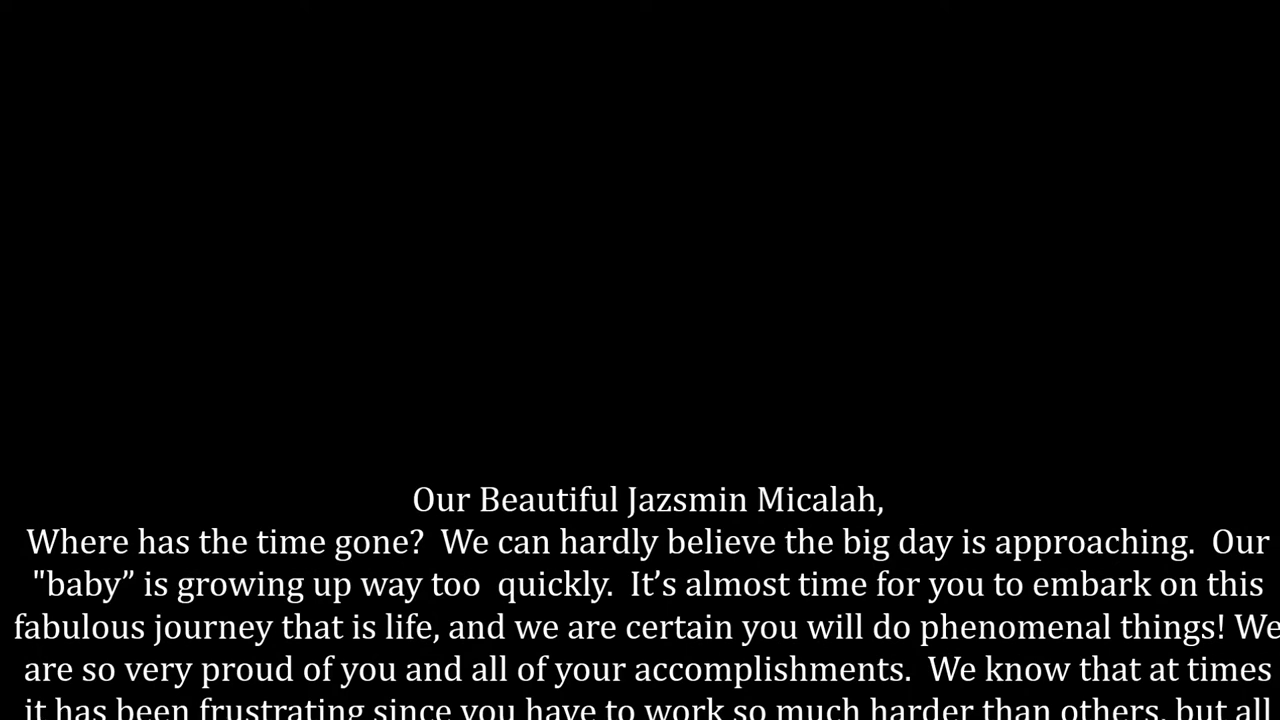 Our Beautiful Jazsmin Micalah,
Where has the time gone?  We can hardly believe the big day is approaching.  Our
"baby” is growing up way too  quickly.  It’s almost time for you to embark on this
fabulous journey that is life, and we are certain you will do phenomenal things! We
are so very proud of you and all of your accomplishments.  We know that at times
it has been frustrating since you have to work so much harder than others, but all